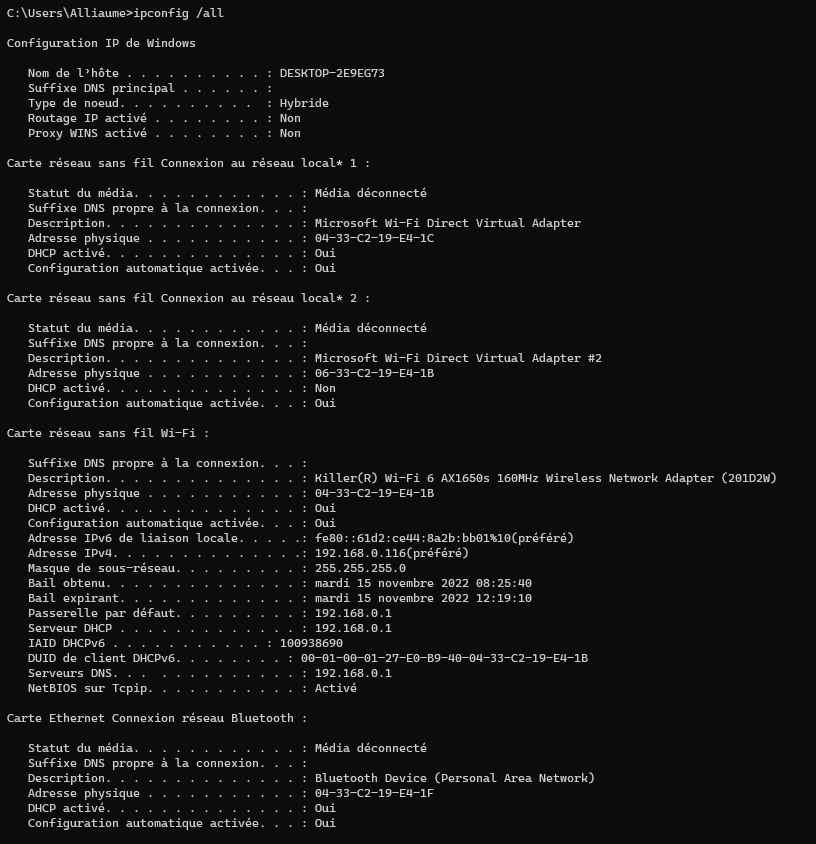 C:\Users\Alliaume>ipconfig /all
Configuration IP de Windows
Nom de l'hôte . . . . . . . . . . : DESKTOP-2E9EG73
Suffixe DNS principal . . . . . . :
Type de noeud. . . . . . . . . .  : Hybride
Routage IP activé . . . . . . . . : Non
Proxy WINS activé . . . . . . . . : Non
Carte réseau sans fil Connexion au réseau local* 1 :
Statut du média. . . . . . . . . . . . : Média déconnecté
Suffixe DNS propre à la connexion. . . :
Description. . . . . . . . . . . . . . : Microsoft Wi-Fi Direct Virtual Adapter
Adresse physique . . . . . . . . . . . : 04-33-C2-19-E4-1C
DHCP activé. . . . . . . . . . . . . . : Oui
Configuration automatique activée. . . : Oui
Carte réseau sans fil Connexion au réseau local* 2 :
Statut du média. . . . . . . . . . . . : Média déconnecté
Suffixe DNS propre à la connexion. . . :
Description. . . . . . . . . . . . . . : Microsoft Wi-Fi Direct Virtual Adapter #2
Adresse physique . . . . . . . . . . . : 06-33-C2-19-E4-1B
DHCP activé. . . . . . . . . . . . . . : Non
Configuration automatique activée. . . : Oui
Carte réseau sans fil Wi-Fi :
Suffixe DNS propre à la connexion. . . :
Description. . . . . . . . . . . . . . : Killer(R) Wi-Fi 6 AX1650s 160MHz Wireless Network Adapter (201D2W)
Adresse physique . . . . . . . . . . . : 04-33-C2-19-E4-1B
DHCP activé. . . . . . . . . . . . . . : Oui
Configuration automatique activée. . . : Oui
Adresse IPv6 de liaison locale. . . . .: fe80::61d2:ce44:8a2b:bb01%10(préféré)
Adresse IPv4. . . . . . . . . . . . . .: 192.168.0.116(préféré)
Masque de sous-réseau. . . . . . . . . : 255.255.255.0
Bail obtenu. . . . . . . . . . . . . . : mardi 15 novembre 2022 08:25:40
Bail expirant. . . . . . . . . . . . . : mardi 15 novembre 2022 12:19:10
Passerelle par défaut. . . . . . . . . : 192.168.0.1
Serveur DHCP . . . . . . . . . . . . . : 192.168.0.1
IAID DHCPv6 . . . . . . . . . . . : 100938690
DUID de client DHCPv6. . . . . . . . : 00-01-00-01-27-E0-B9-40-04-33-C2-19-E4-1B
Serveurs DNS. . .  . . . . . . . . . . : 192.168.0.1
NetBIOS sur Tcpip. . . . . . . . . . . : Activé
Carte Ethernet Connexion réseau Bluetooth :
Statut du média. . . . . . . . . . . . : Média déconnecté
Suffixe DNS propre à la connexion. . . :
Description. . . . . . . . . . . . . . : Bluetooth Device (Personal Area Network)
Adresse physique . . . . . . . . . . . : 04-33-C2-19-E4-1F
DHCP activé. . . . . . . . . . . . . . : Oui
Configuration automatique activée. . . : Oui